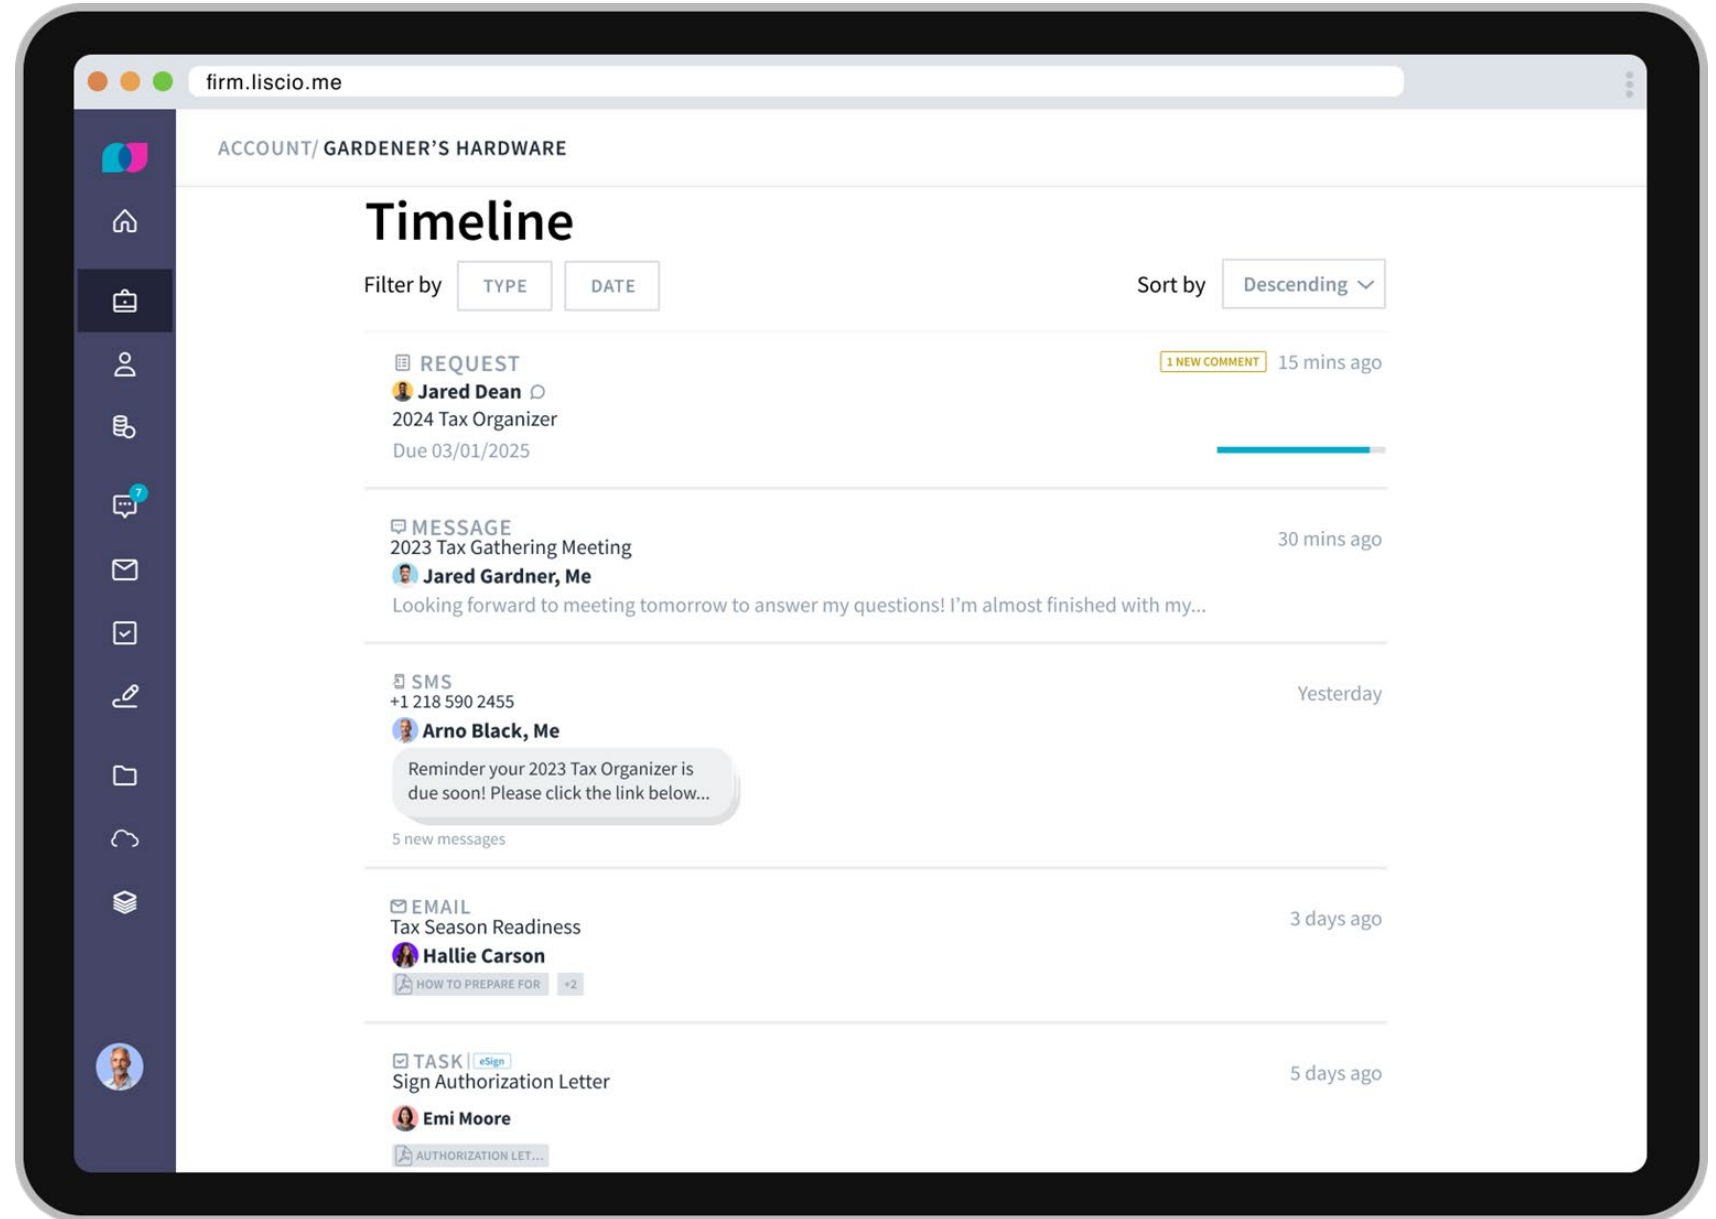 firm.liscio.me
ACCOUNT/ GARDENER'S HARDWARE
Timeline
Filter by TYPE DATE Sort by Descending
REQUEST 1 NEW COMMENT 15 mins ago
Jared Dean
2024 Tax Organizer
Due 03/01/2025
7
MESSAGE
2023 Tax Gathering Meeting 30 mins ago
Jared Gardner, Me
Looking forward to meeting tomorrow to answer my questions! I'm almost finished with my...
SMS
+1 218 590 2455 Yesterday
Arno Black, Me
Reminder your 2023 Tax Organizer is
due soon! Please click the link below...
5 new messages
EMAIL
Tax Season Readiness 3 days ago
Hallie Carson
HOW TO PREPARE FOR +2
TASK | eSign
Sign Authorization Letter 5 days ago
Emi Moore
AUTHORIZATION LET...